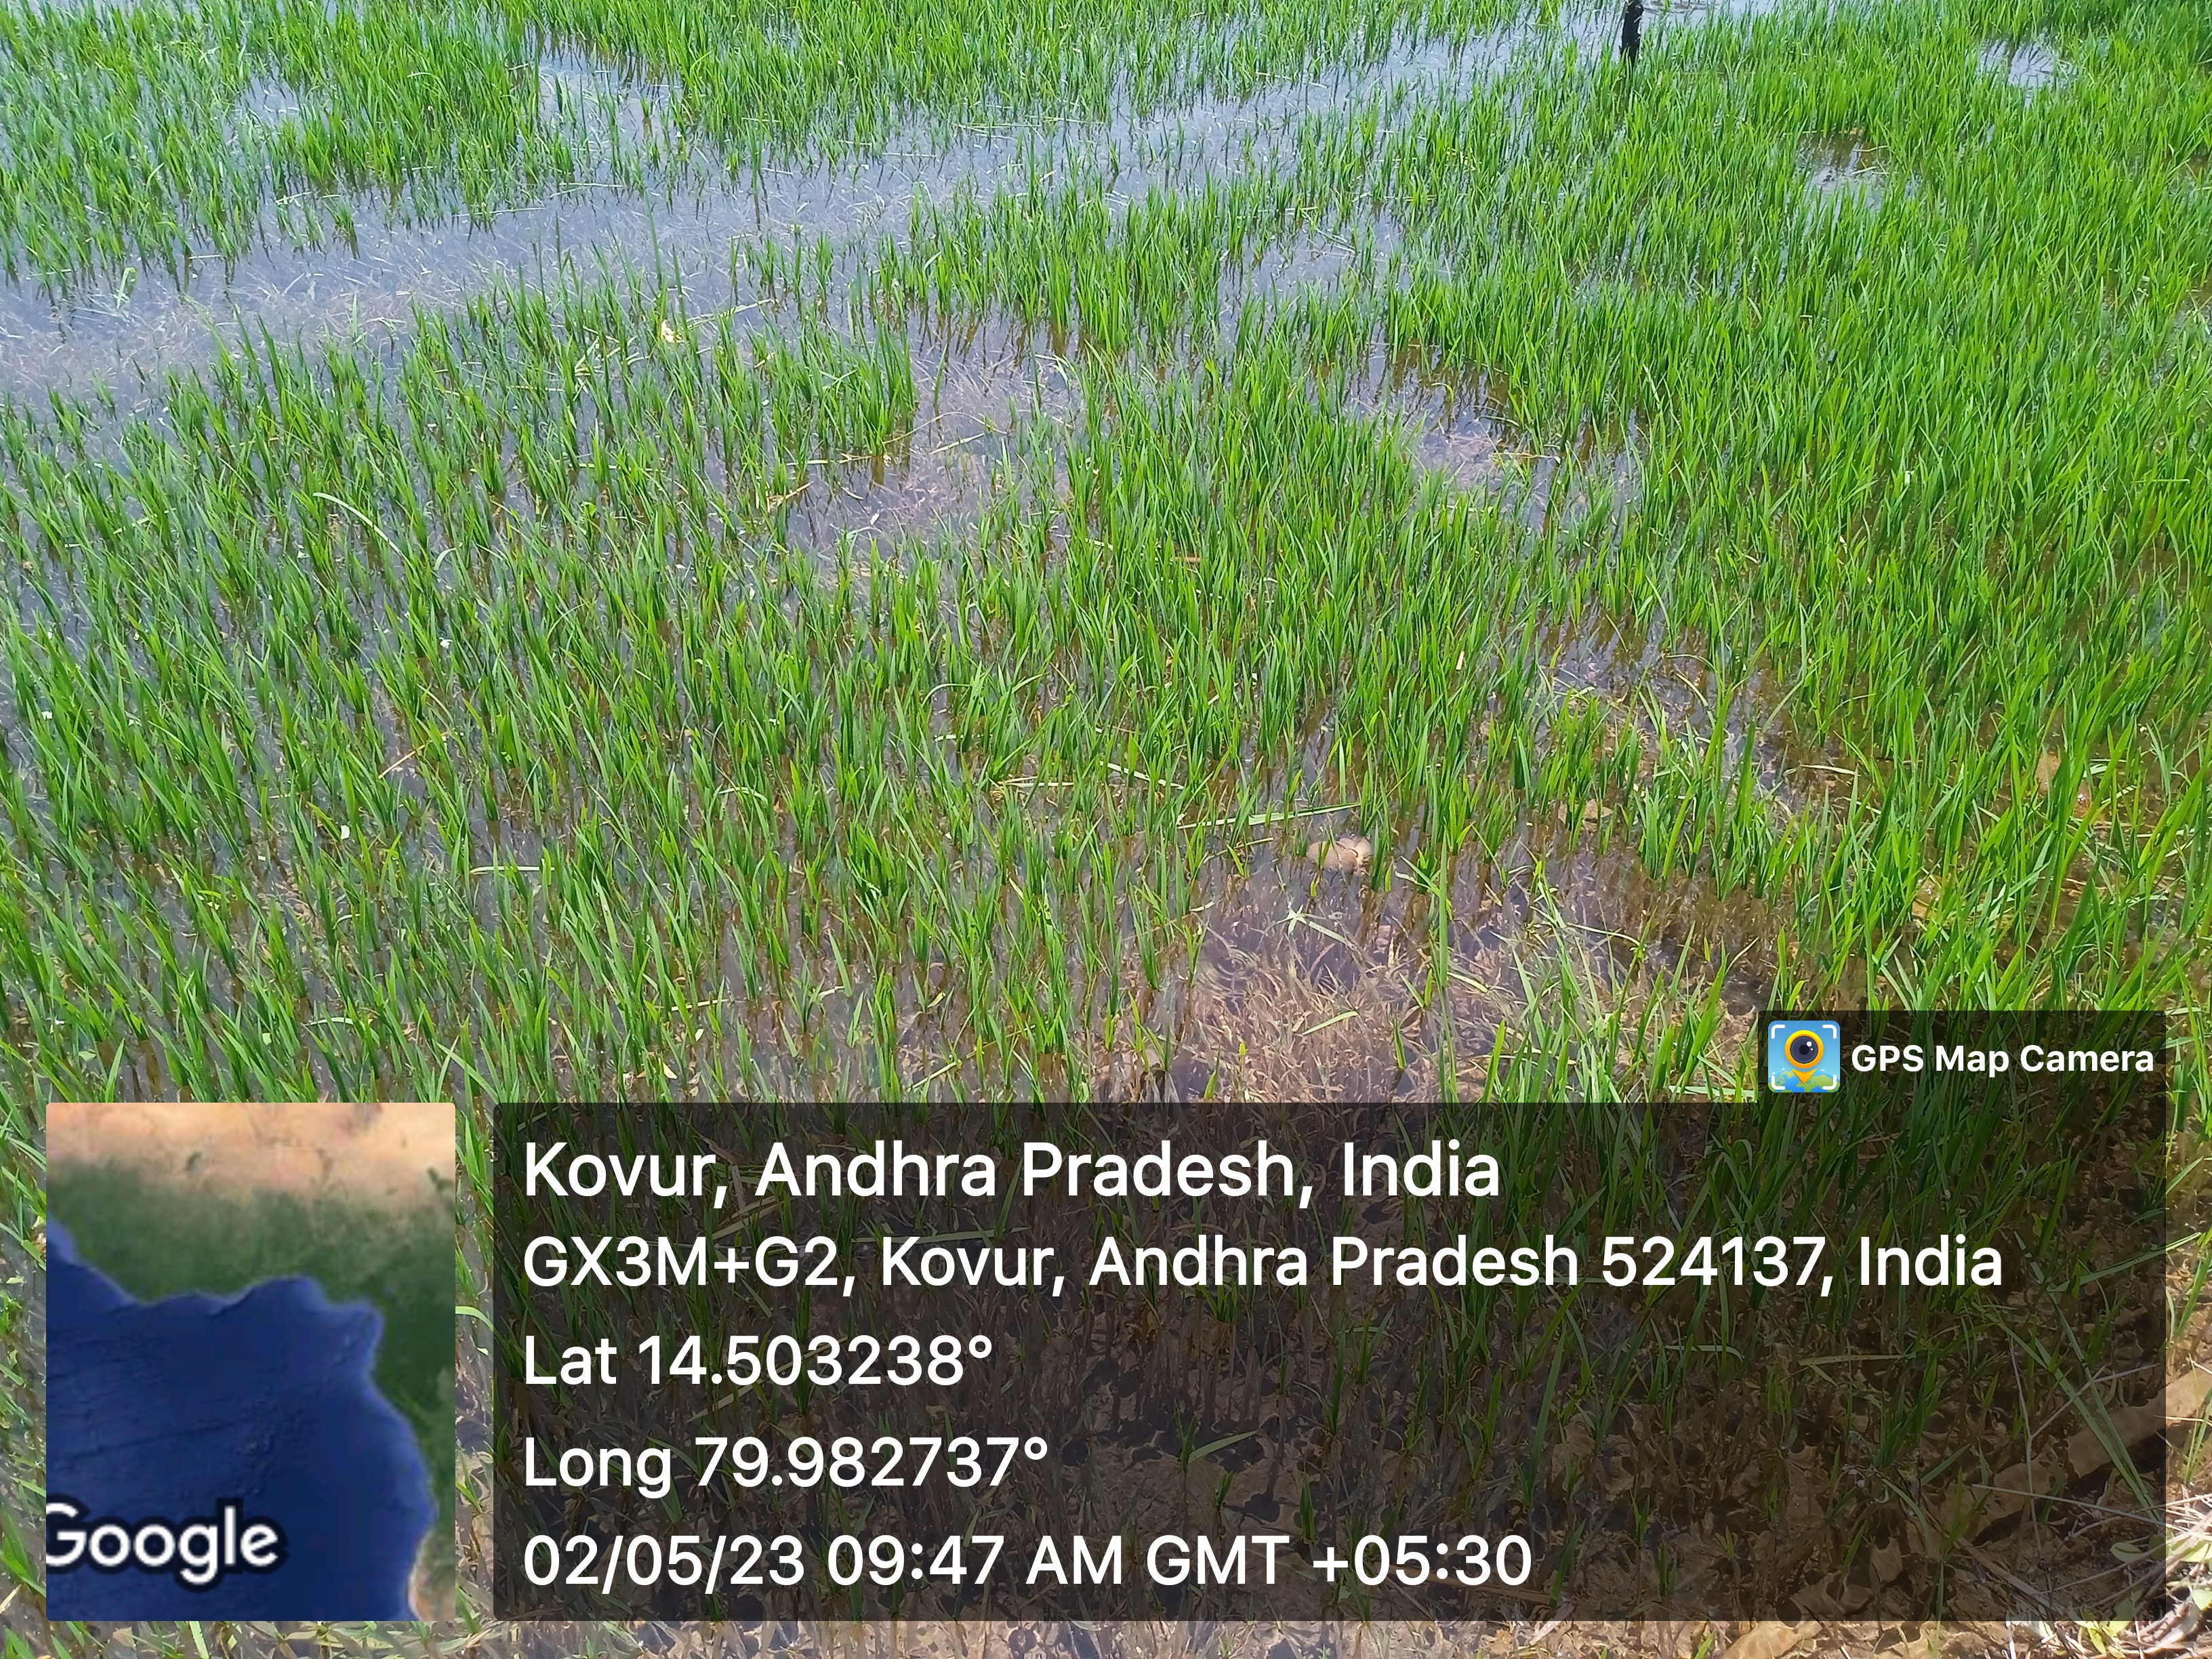 GPS Map Camera
Kovur, Andhra Pradesh, India
GX3M+G2, Kovur, Andhra Pradesh 524137, India
Lat 14.503238°
Long 79.982737°
02/05/23 09:47 AM GMT +05:30
Google